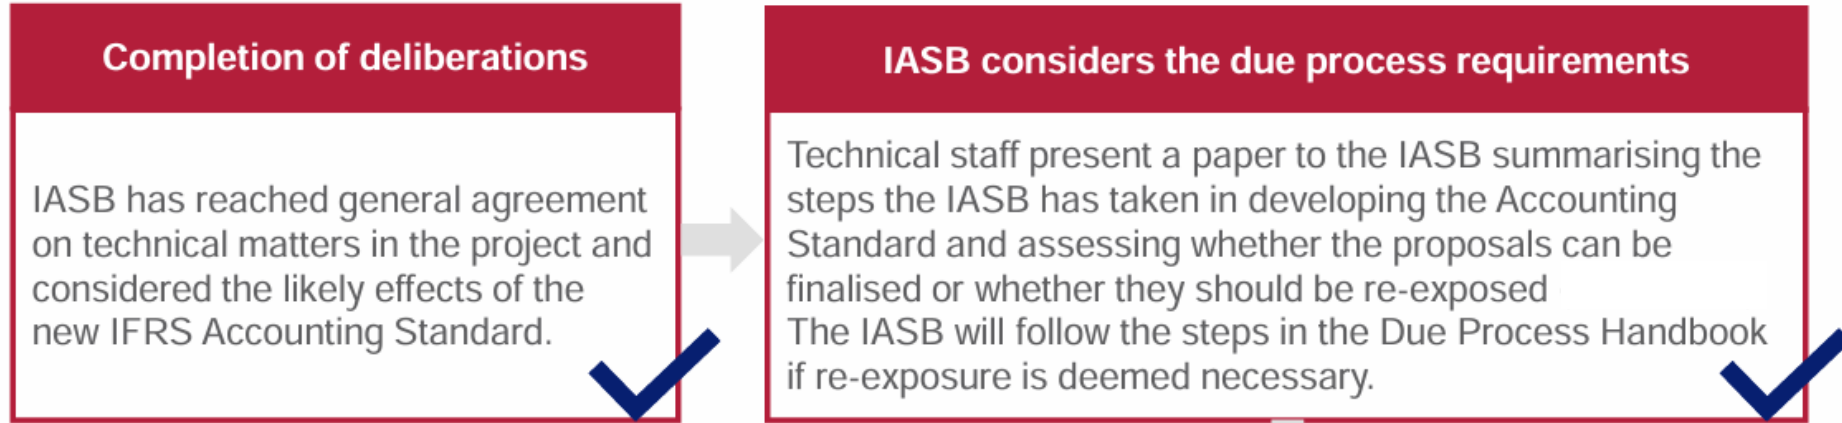 Completion of deliberations
IASB has reached general agreement
on technical matters in the project and
considered the likely effects of the
new IFRS Accounting Standard.
IASB considers the due process requirements
Technical staff present a paper to the IASB summarising the
steps the IASB has taken in developing the Accounting
Standard and assessing whether the proposals can be
finalised or whether they should be re-exposed
The IASB will follow the steps in the Due Process Handbook
if re-exposure is deemed necessary.